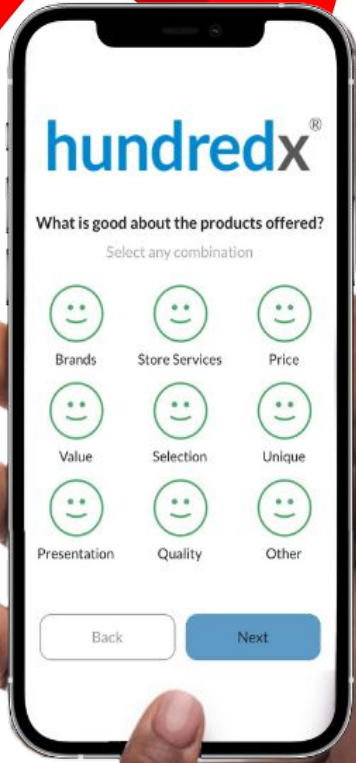 hundredx®
What is good about the products offered?
Select any combination
Brands Store Services Price
Value Selection Unique
Presentation Quality Other
Back Next